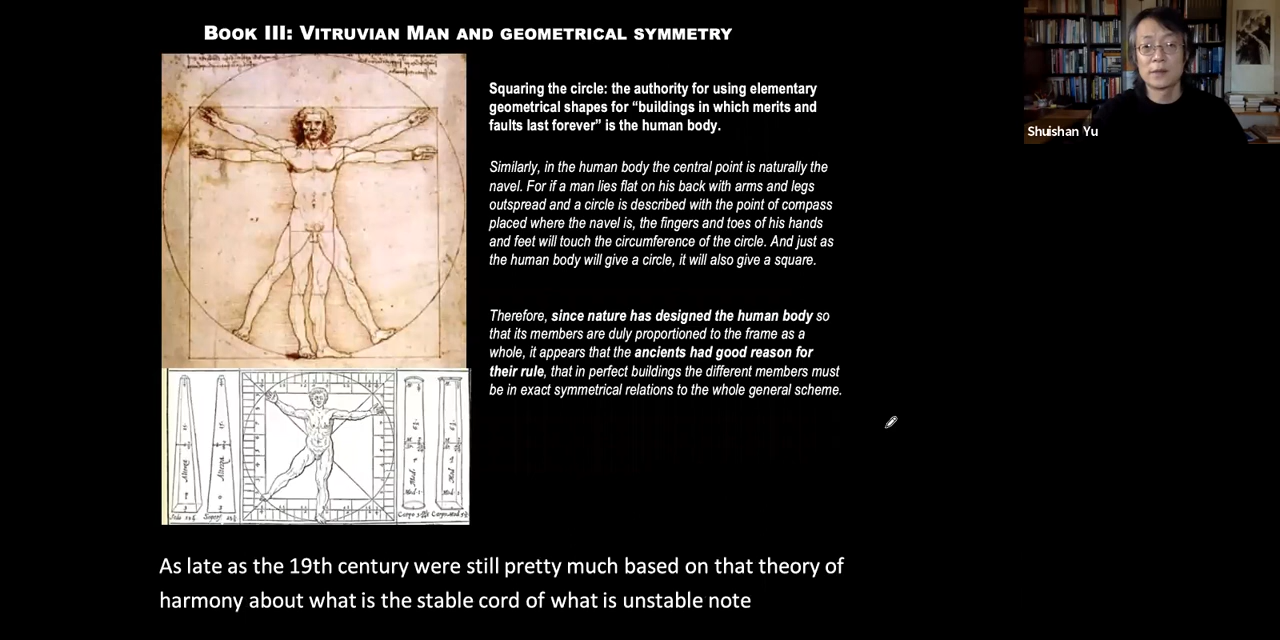 BOOK III: VITRUVIAN MAN AND GEOMETRICAL SYMMETRY
Squaring the circle: the authority for using elementary
geometrical shapes for “buildings in which merits and
faults last forever” is the human body.
Similarly, in the human body the central point is naturally the
navel. For if a man lies flat on his back with arms and legs
outspread and a circle is described with the point of compass
placed where the navel is, the fingers and toes of his hands
and feet will touch the circumference of the circle. And just as
the human body will give a circle, it will also give a square.
Therefore, since nature has designed the human body so
that its members are duly proportioned to the frame as a
whole, it appears that the ancients had good reason for
their rule, that in perfect buildings the different members must
be in exact symmetrical relations to the whole general scheme.
Shuishan Yu
As late as the 19th century were still pretty much based on that theory of
harmony about what is the stable cord of what is unstable note